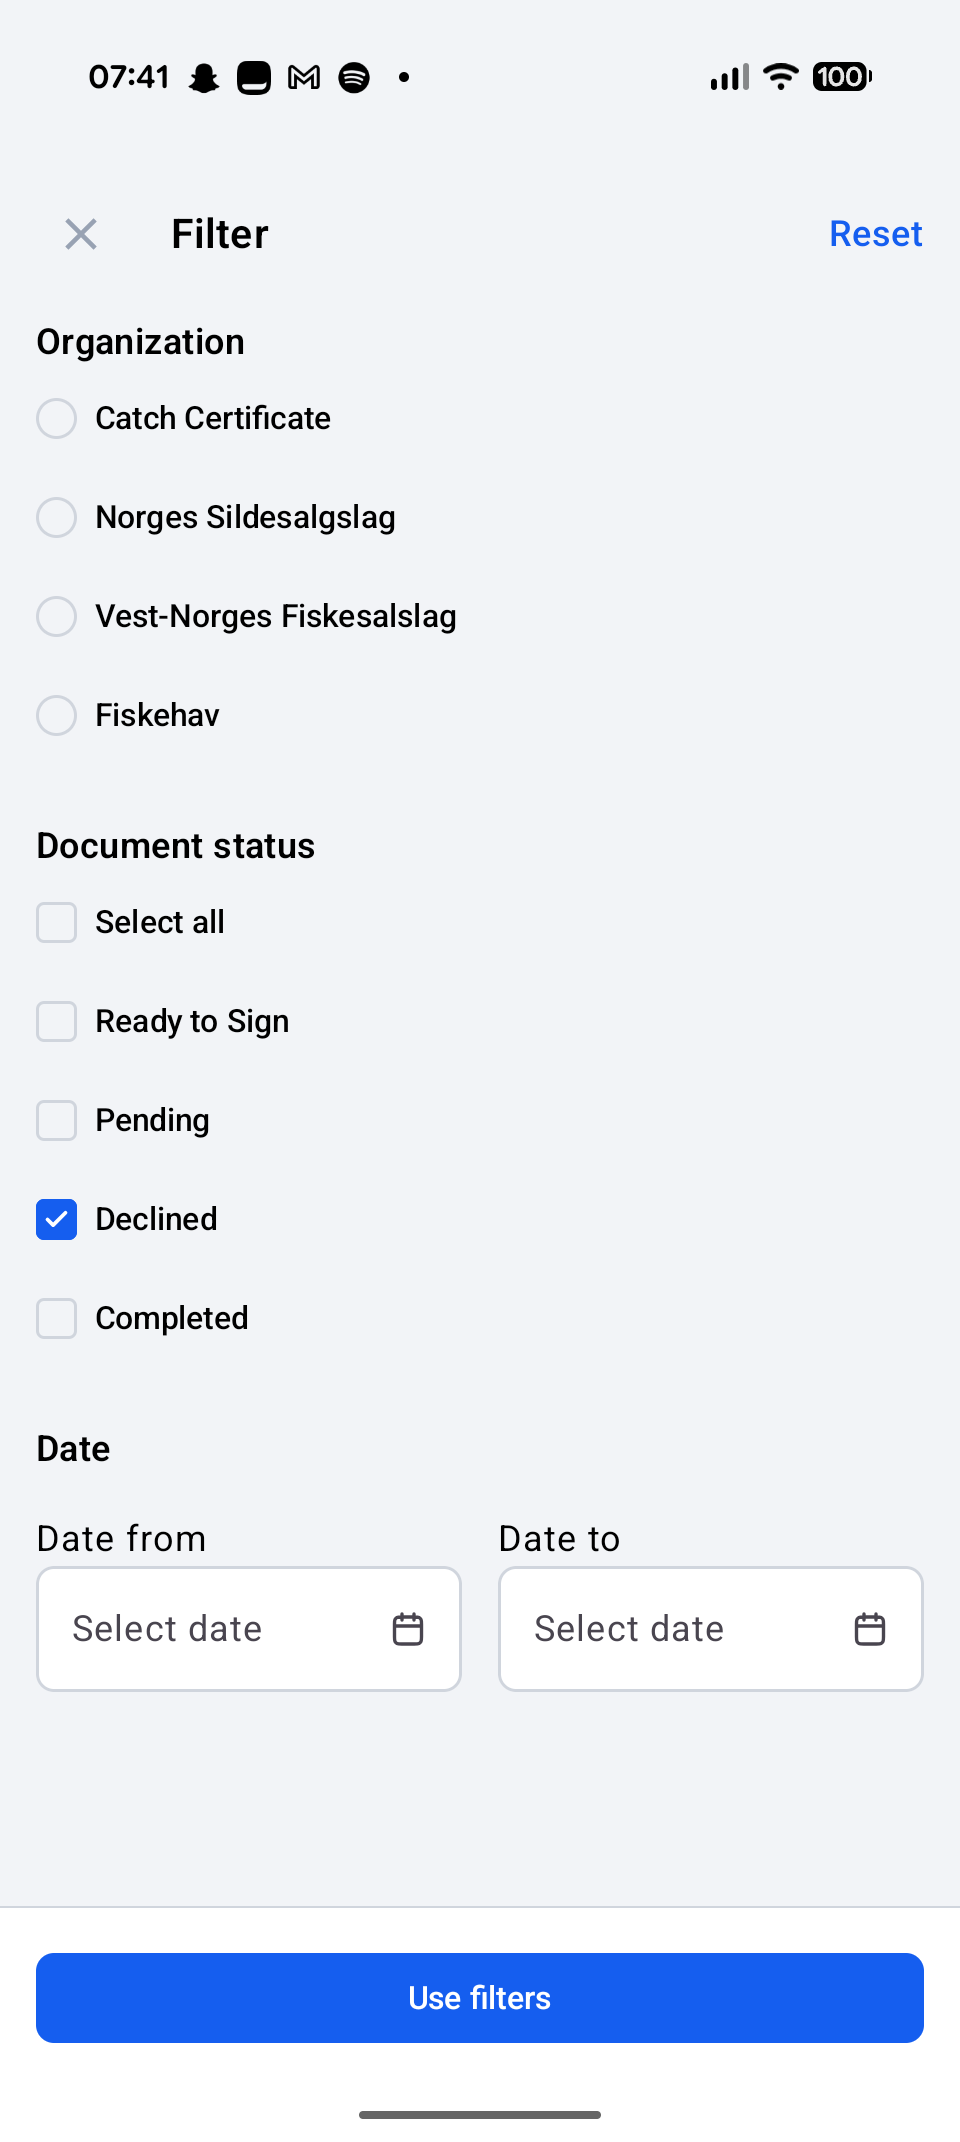 07:41
100
Filter
Reset
Organization
Catch Certificate
Norges Sildesalgslag
Vest-Norges Fiskesalslag
Fiskehav
Document status
Select all
Ready to Sign
Pending
Declined
Completed
Date
Date from
Date to
Select date
Select date
Use filters